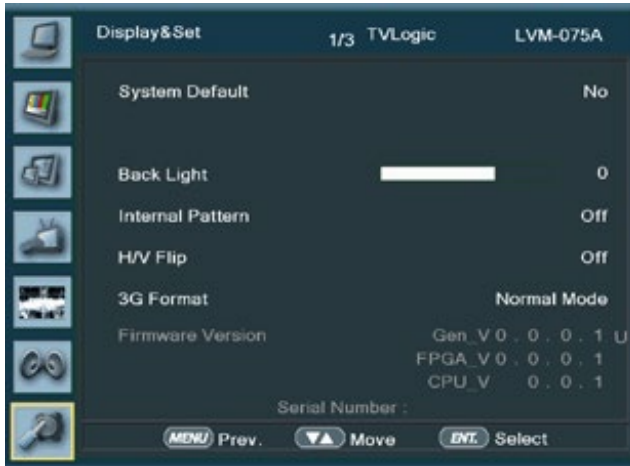 Display&Set 1/3 TVLogic LVM-075A
System Default No
Back Light 0
Internal Pattern Off
H/V Flip Off
3G Format Normal Mode
Firmware Version Gen_V 0 . 0 . 0 . 1 U
FPGA_V 0 . 0 . 0 . 1
CPU_V 0 . 0 . 1
Serial Number :
MENU Prev. ▼▲ Move ENT. Select